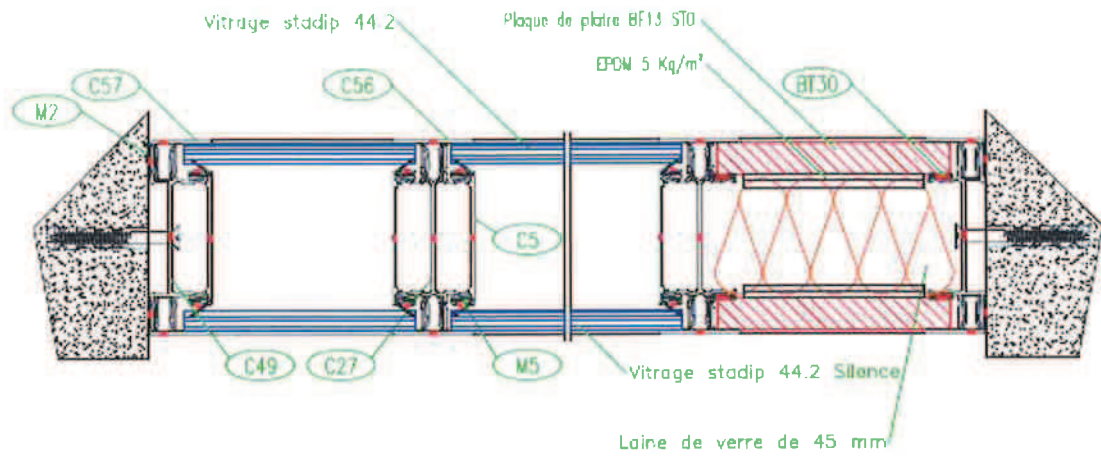 Vitrage stadip 44.2
Plaque de platre BF13 STD
EPDM 5 Kg/m²
C57
C56
BT30
M2
C5
C49
C27
M5
Vitrage stadip 44.2 Silence
Laine de verre de 45 mm